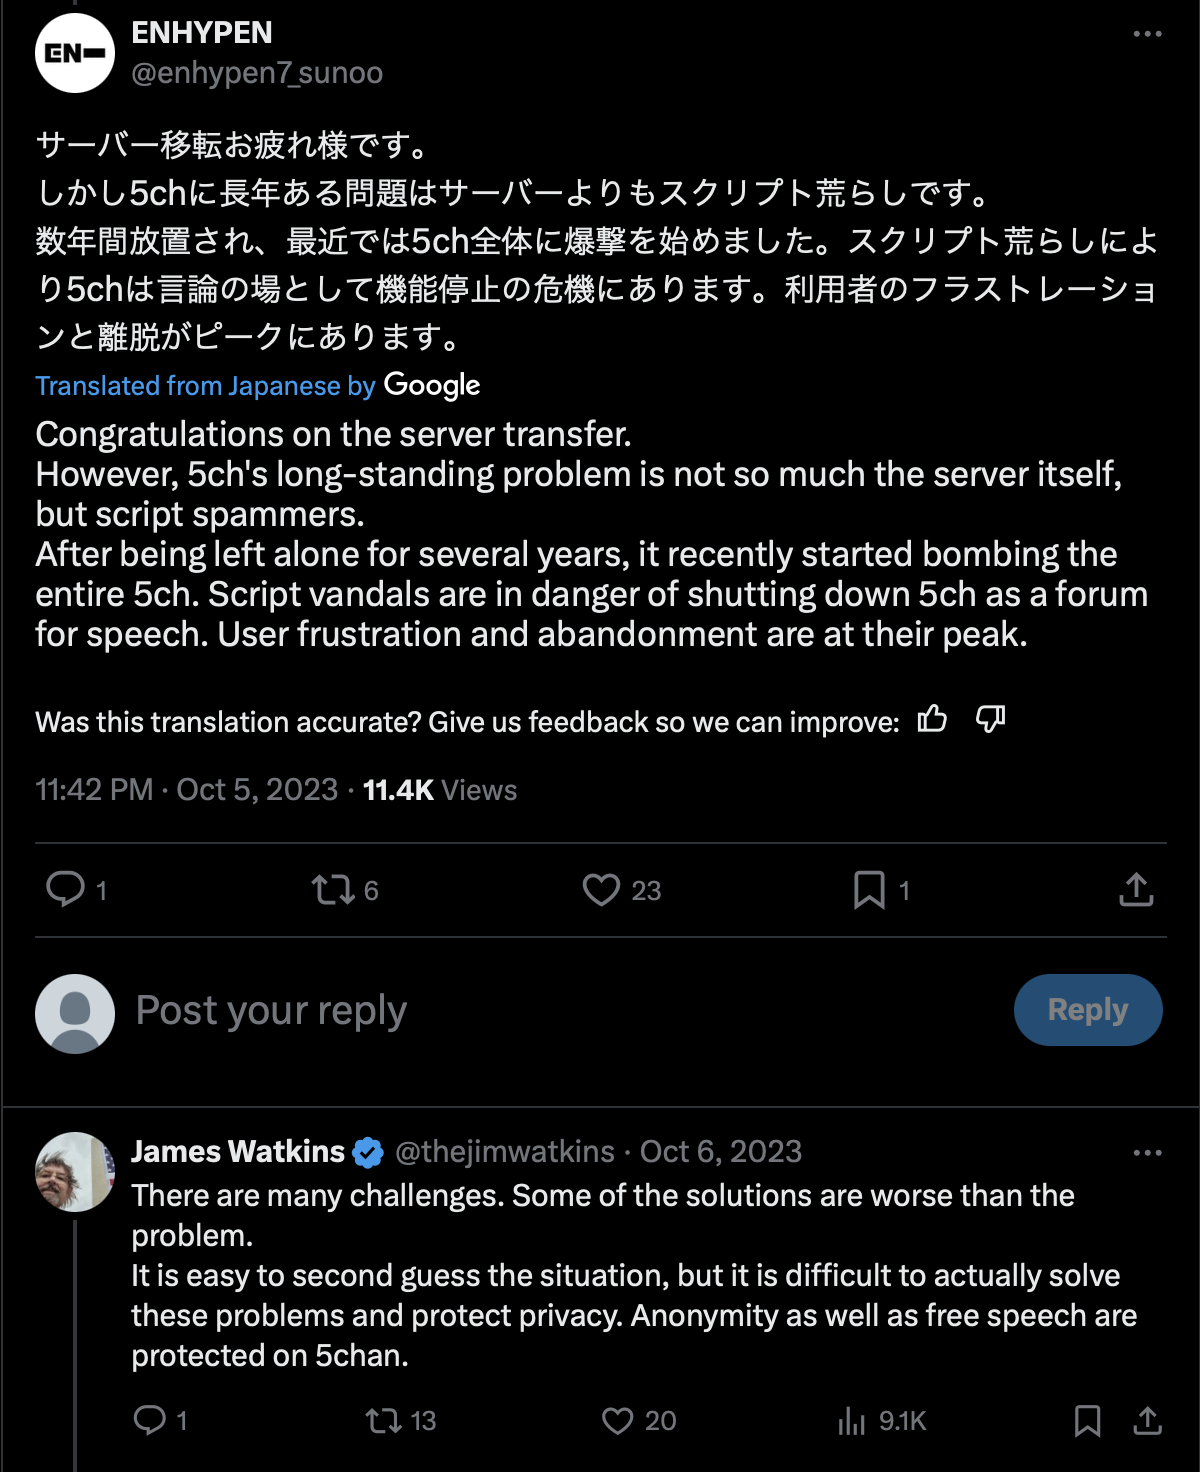 EN-
ENHYPEN
@enhypen7_sunoo
サーバー移転お疲れ様です。
しかし5chに長年ある問題はサーバーよりもスクリプト荒らしです。
数年間放置され、最近では5ch全体に爆撃を始めました。スクリプト荒らしによ
り5chは言論の場として機能停止の危機にあります。利用者のフラストレーショ
ンと離脱がピークにあります。
Translated from Japanese by Google
Congratulations on the server transfer.
However, 5ch's long-standing problem is not so much the server itself,
but script spammers.
After being left alone for several years, it recently started bombing the
entire 5ch. Script vandals are in danger of shutting down 5ch as a forum
for speech. User frustration and abandonment are at their peak.
Was this translation accurate? Give us feedback so we can improve:
11:42 PM · Oct 5, 2023 · 11.4K Views
1 6 23 1
Post your reply Reply
James Watkins @thejimwatkins · Oct 6, 2023
There are many challenges. Some of the solutions are worse than the
problem.
It is easy to second guess the situation, but it is difficult to actually solve
these problems and protect privacy. Anonymity as well as free speech are
protected on 5chan.
1 13 20 9.1K